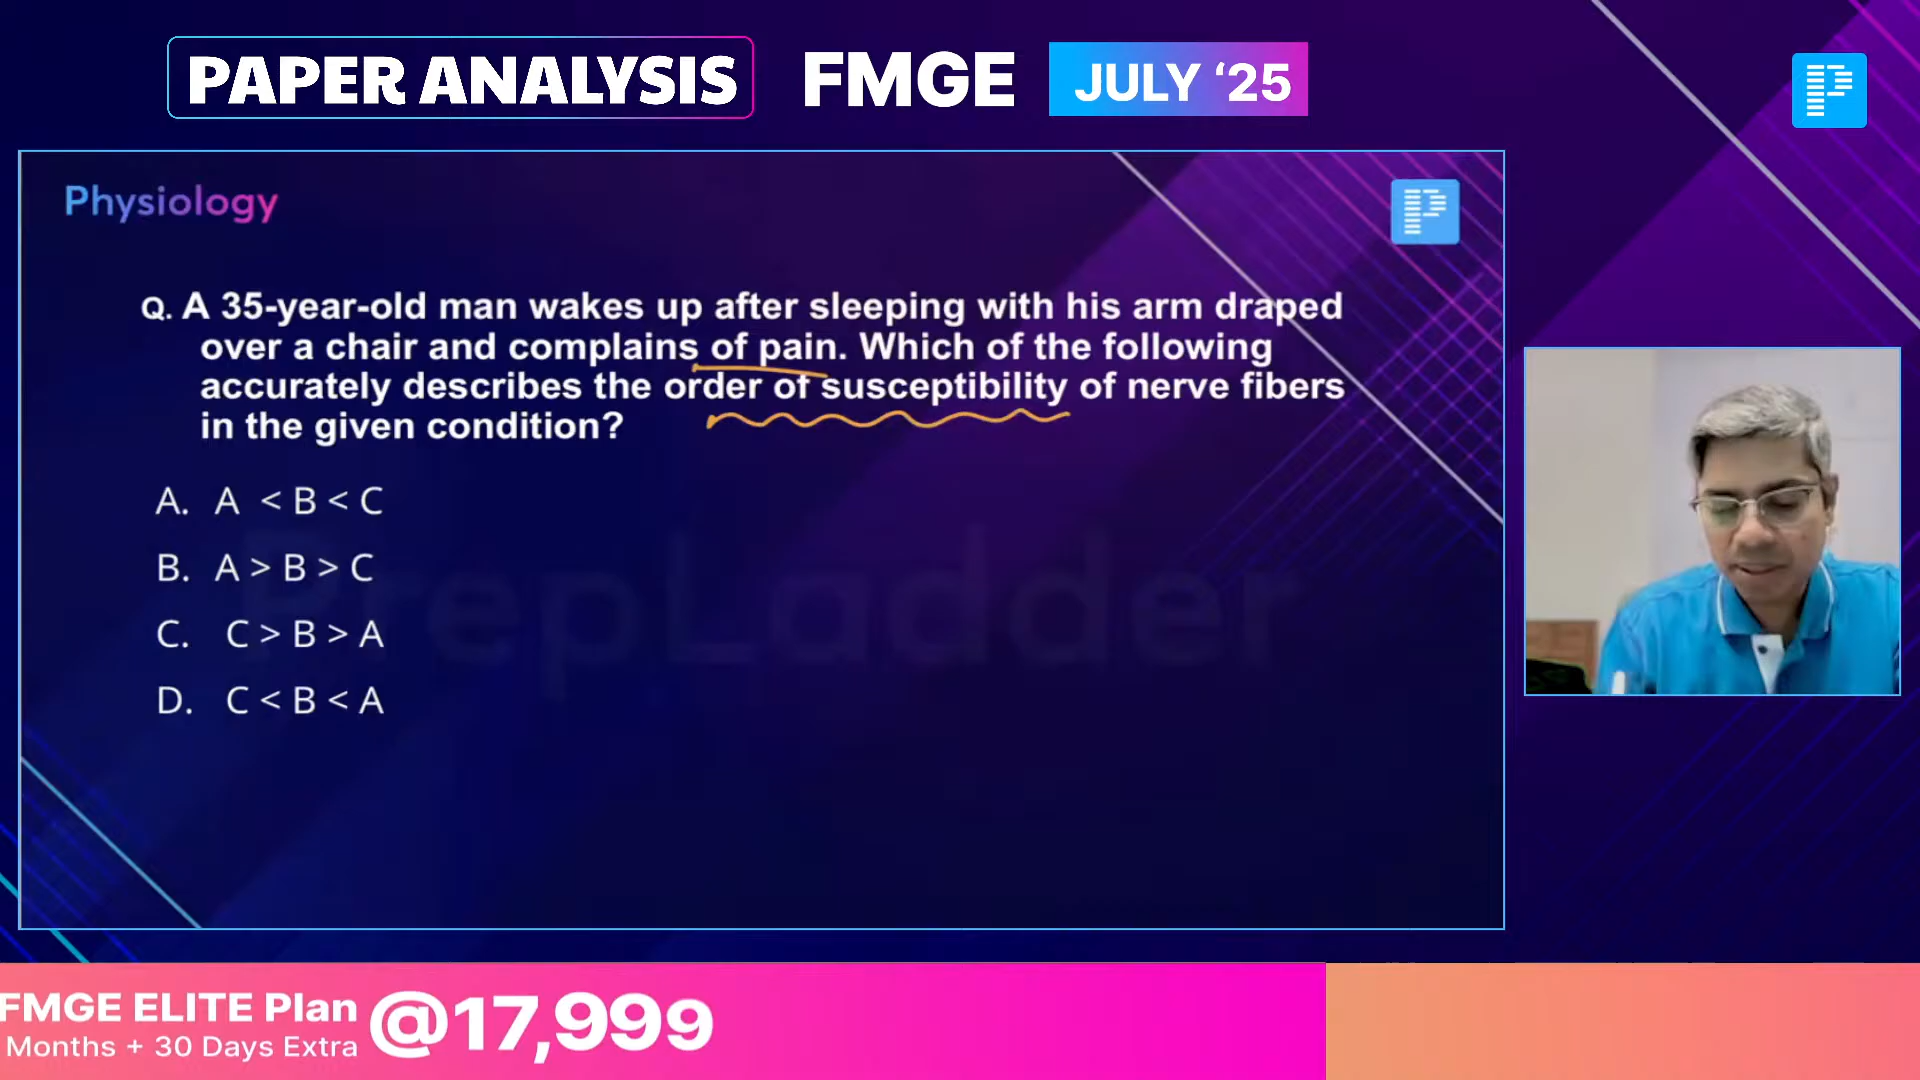 PAPER ANALYSIS FMGE JULY ‘25
Physiology
Q. A 35-year-old man wakes up after sleeping with his arm draped
over a chair and complains of pain. Which of the following
accurately describes the order of susceptibility of nerve fibers
in the given condition?
A. A < B < C
B. A > B > C
C. C > B > A
D. C < B < A
PrepLadder
FMGE ELITE Plan
Months + 30 Days Extra
@17,999